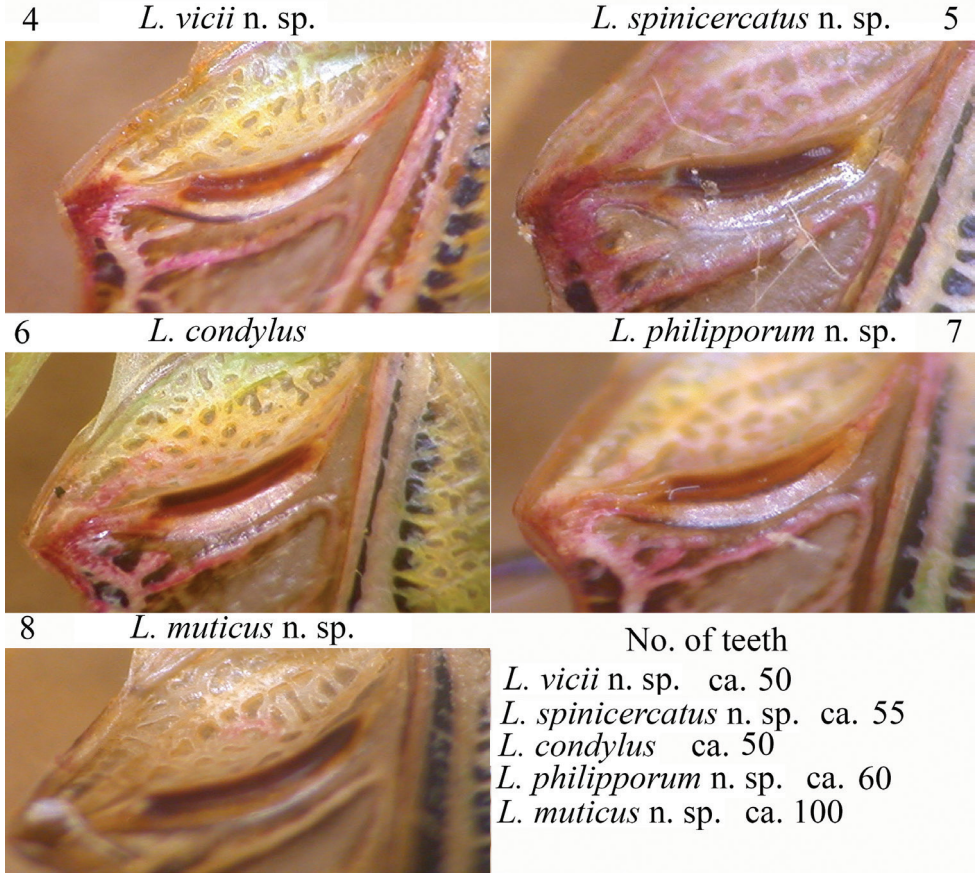 4 L. vicii n. sp.
L. spinicercatus n. sp. 5
6 L. condylus
L. philipporum n. sp. 7
8 L. muticus n. sp.
No. of teeth
L. vicii n. sp. ca. 50
L. spinicercatus n. sp. ca. 55
L. condylus ca. 50
L. philipporum n. sp. ca. 60
L. muticus n. sp. ca. 100